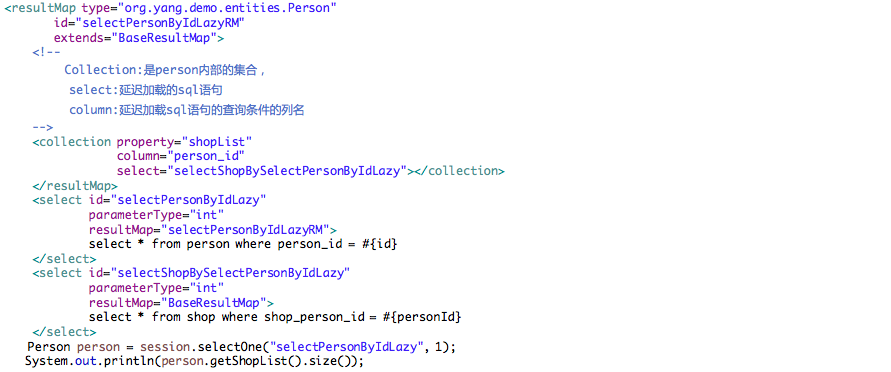 <resultMap type="org.yang.demo.entities.Person"
id="selectPersonByIdLazyRM"
extends="BaseResultMap">
<!--
Collection:是person内部的集合，
select:延迟加载的sql语句
column:延迟加载sql语句的查询条件的列名
-->
<collection property="shopList"
column="person_id"
select="selectShopBySelectPersonByIdLazy"></collection>
</resultMap>
<select id="selectPersonByIdLazy"
parameterType="int"
resultMap="selectPersonByIdLazyRM">
select * from person where person_id = #{id}
</select>
<select id="selectShopBySelectPersonByIdLazy"
parameterType="int"
resultMap="BaseResultMap">
select * from shop where shop_person_id = #{personId}
</select>
Person person = session.selectOne("selectPersonByIdLazy", 1);
System.out.println(person.getShopList().size());